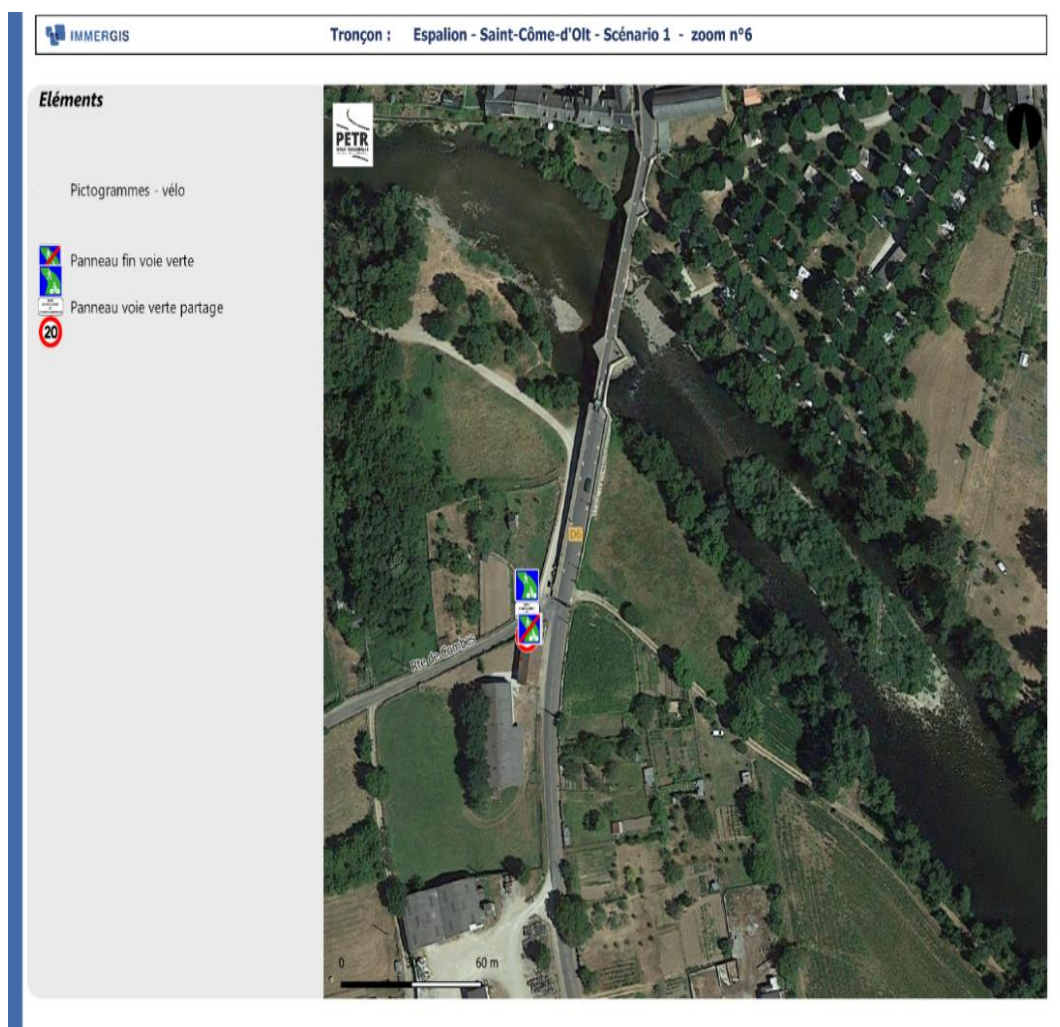 IMMERGIS
Tronçon : Espalion - Saint-Côme-d'Olt - Scénario 1 - zoom n°6
Eléments
PETR
Pictogrammes - vélo
Panneau fin voie verte
Panneau voie verte partage
20
D6
Rte de Combes
0 30 60 m